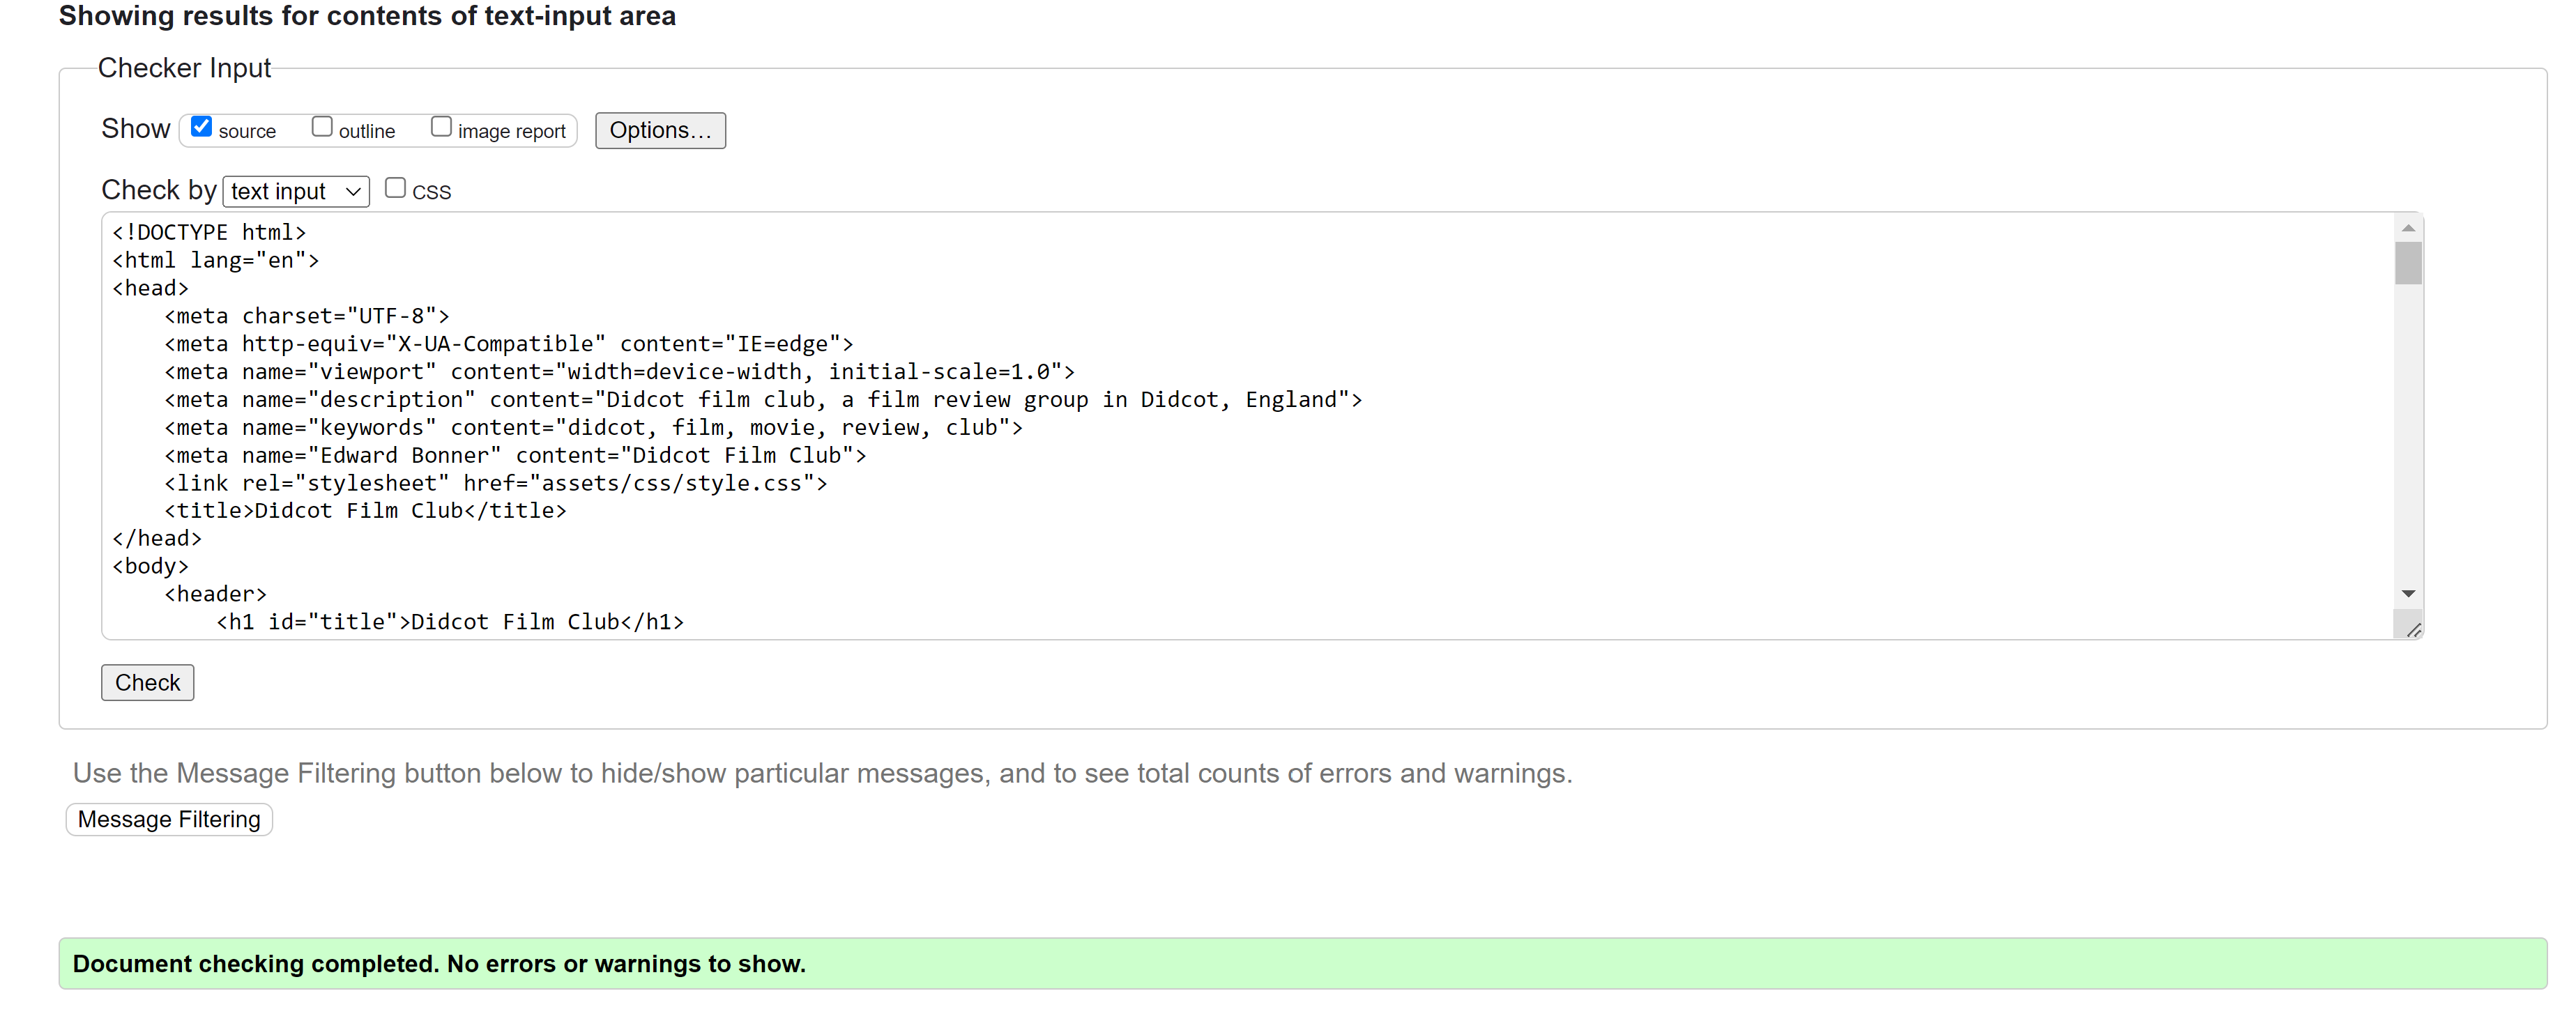 Showing results for contents of text-input area
Checker Input
Show source outline image report Options…
Check by text input CSS
<!DOCTYPE html>
<html lang="en">
<head>
    <meta charset="UTF-8">
    <meta http-equiv="X-UA-Compatible" content="IE=edge">
    <meta name="viewport" content="width=device-width, initial-scale=1.0">
    <meta name="description" content="Didcot film club, a film review group in Didcot, England">
    <meta name="keywords" content="didcot, film, movie, review, club">
    <meta name="Edward Bonner" content="Didcot Film Club">
    <link rel="stylesheet" href="assets/css/style.css">
    <title>Didcot Film Club</title>
</head>
<body>
    <header>
        <h1 id="title">Didcot Film Club</h1>
Check
Use the Message Filtering button below to hide/show particular messages, and to see total counts of errors and warnings.
Message Filtering
Document checking completed. No errors or warnings to show.